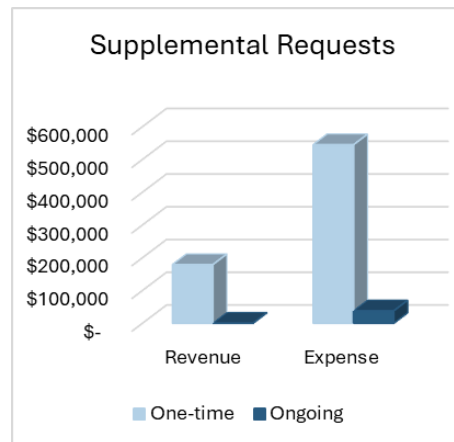 Supplemental Requests
$600,000
$500,000
$400,000
$300,000
$200,000
$100,000
$-
Revenue Expense
One-time Ongoing